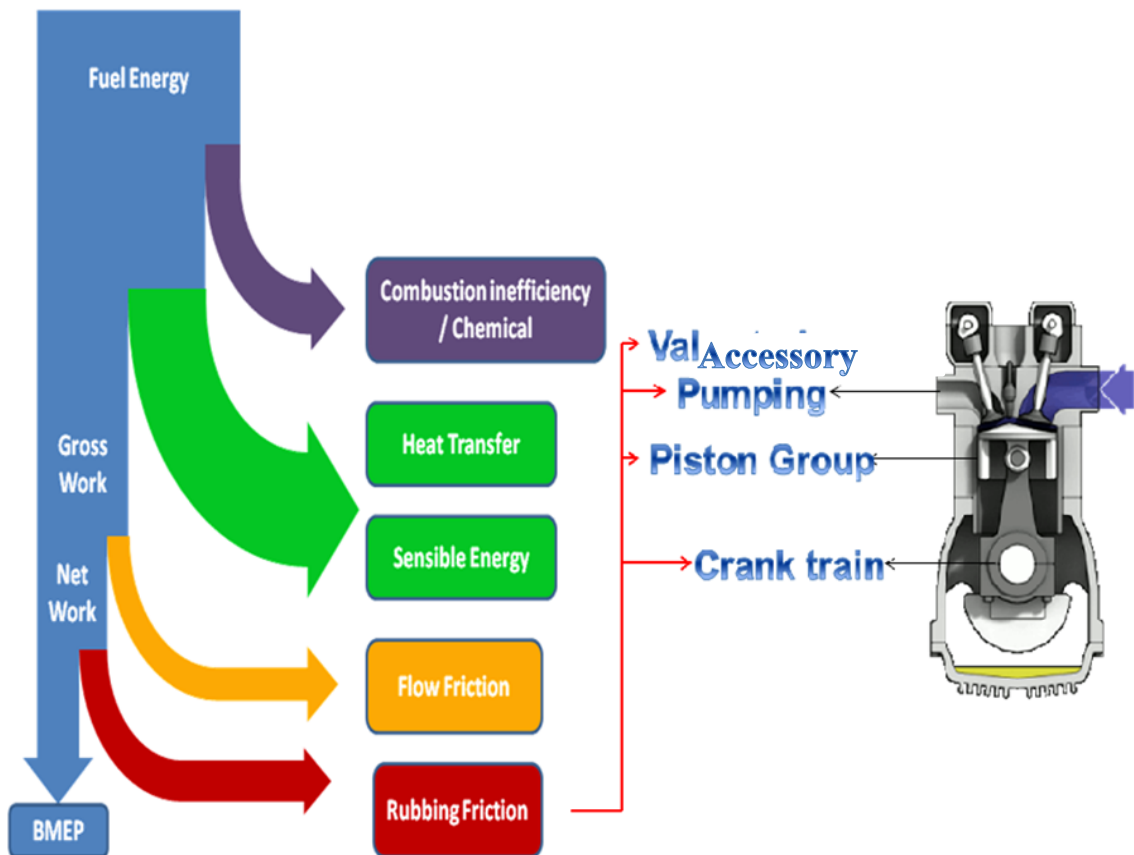 Fuel Energy
Combustion inefficiency
/ Chemical
Heat Transfer
Sensible Energy
Gross
Work
Net
Work
Flow Friction
Rubbing Friction
BMEP
Accessory
Pumping
Piston Group
Crank train